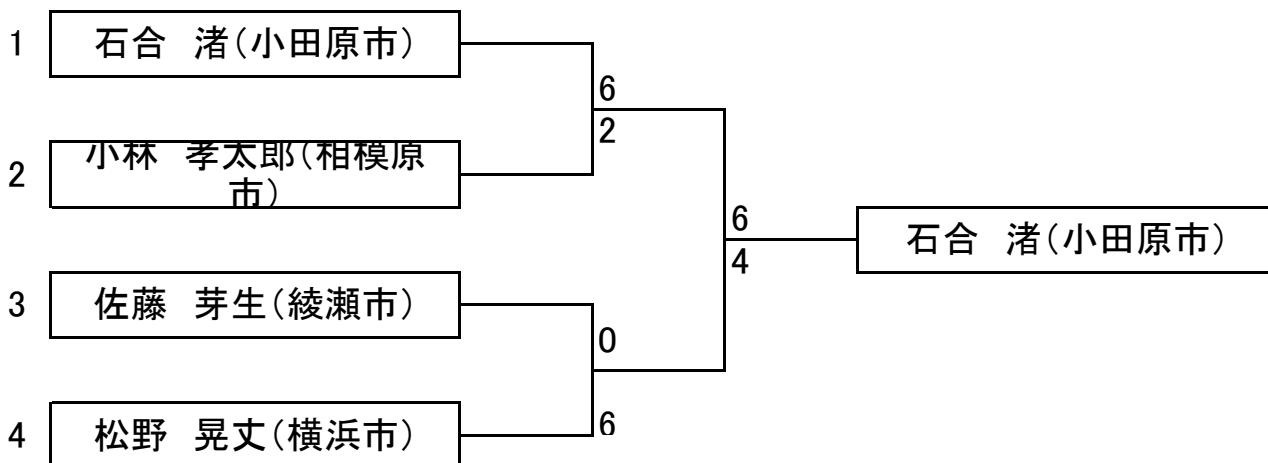 1 石合　渚(小田原市)
6
2
2 小林　孝太郎(相模原
市)
6
4
石合　渚(小田原市)
3 佐藤　芽生(綾瀬市)
0
6
4 松野　晃丈(横浜市)